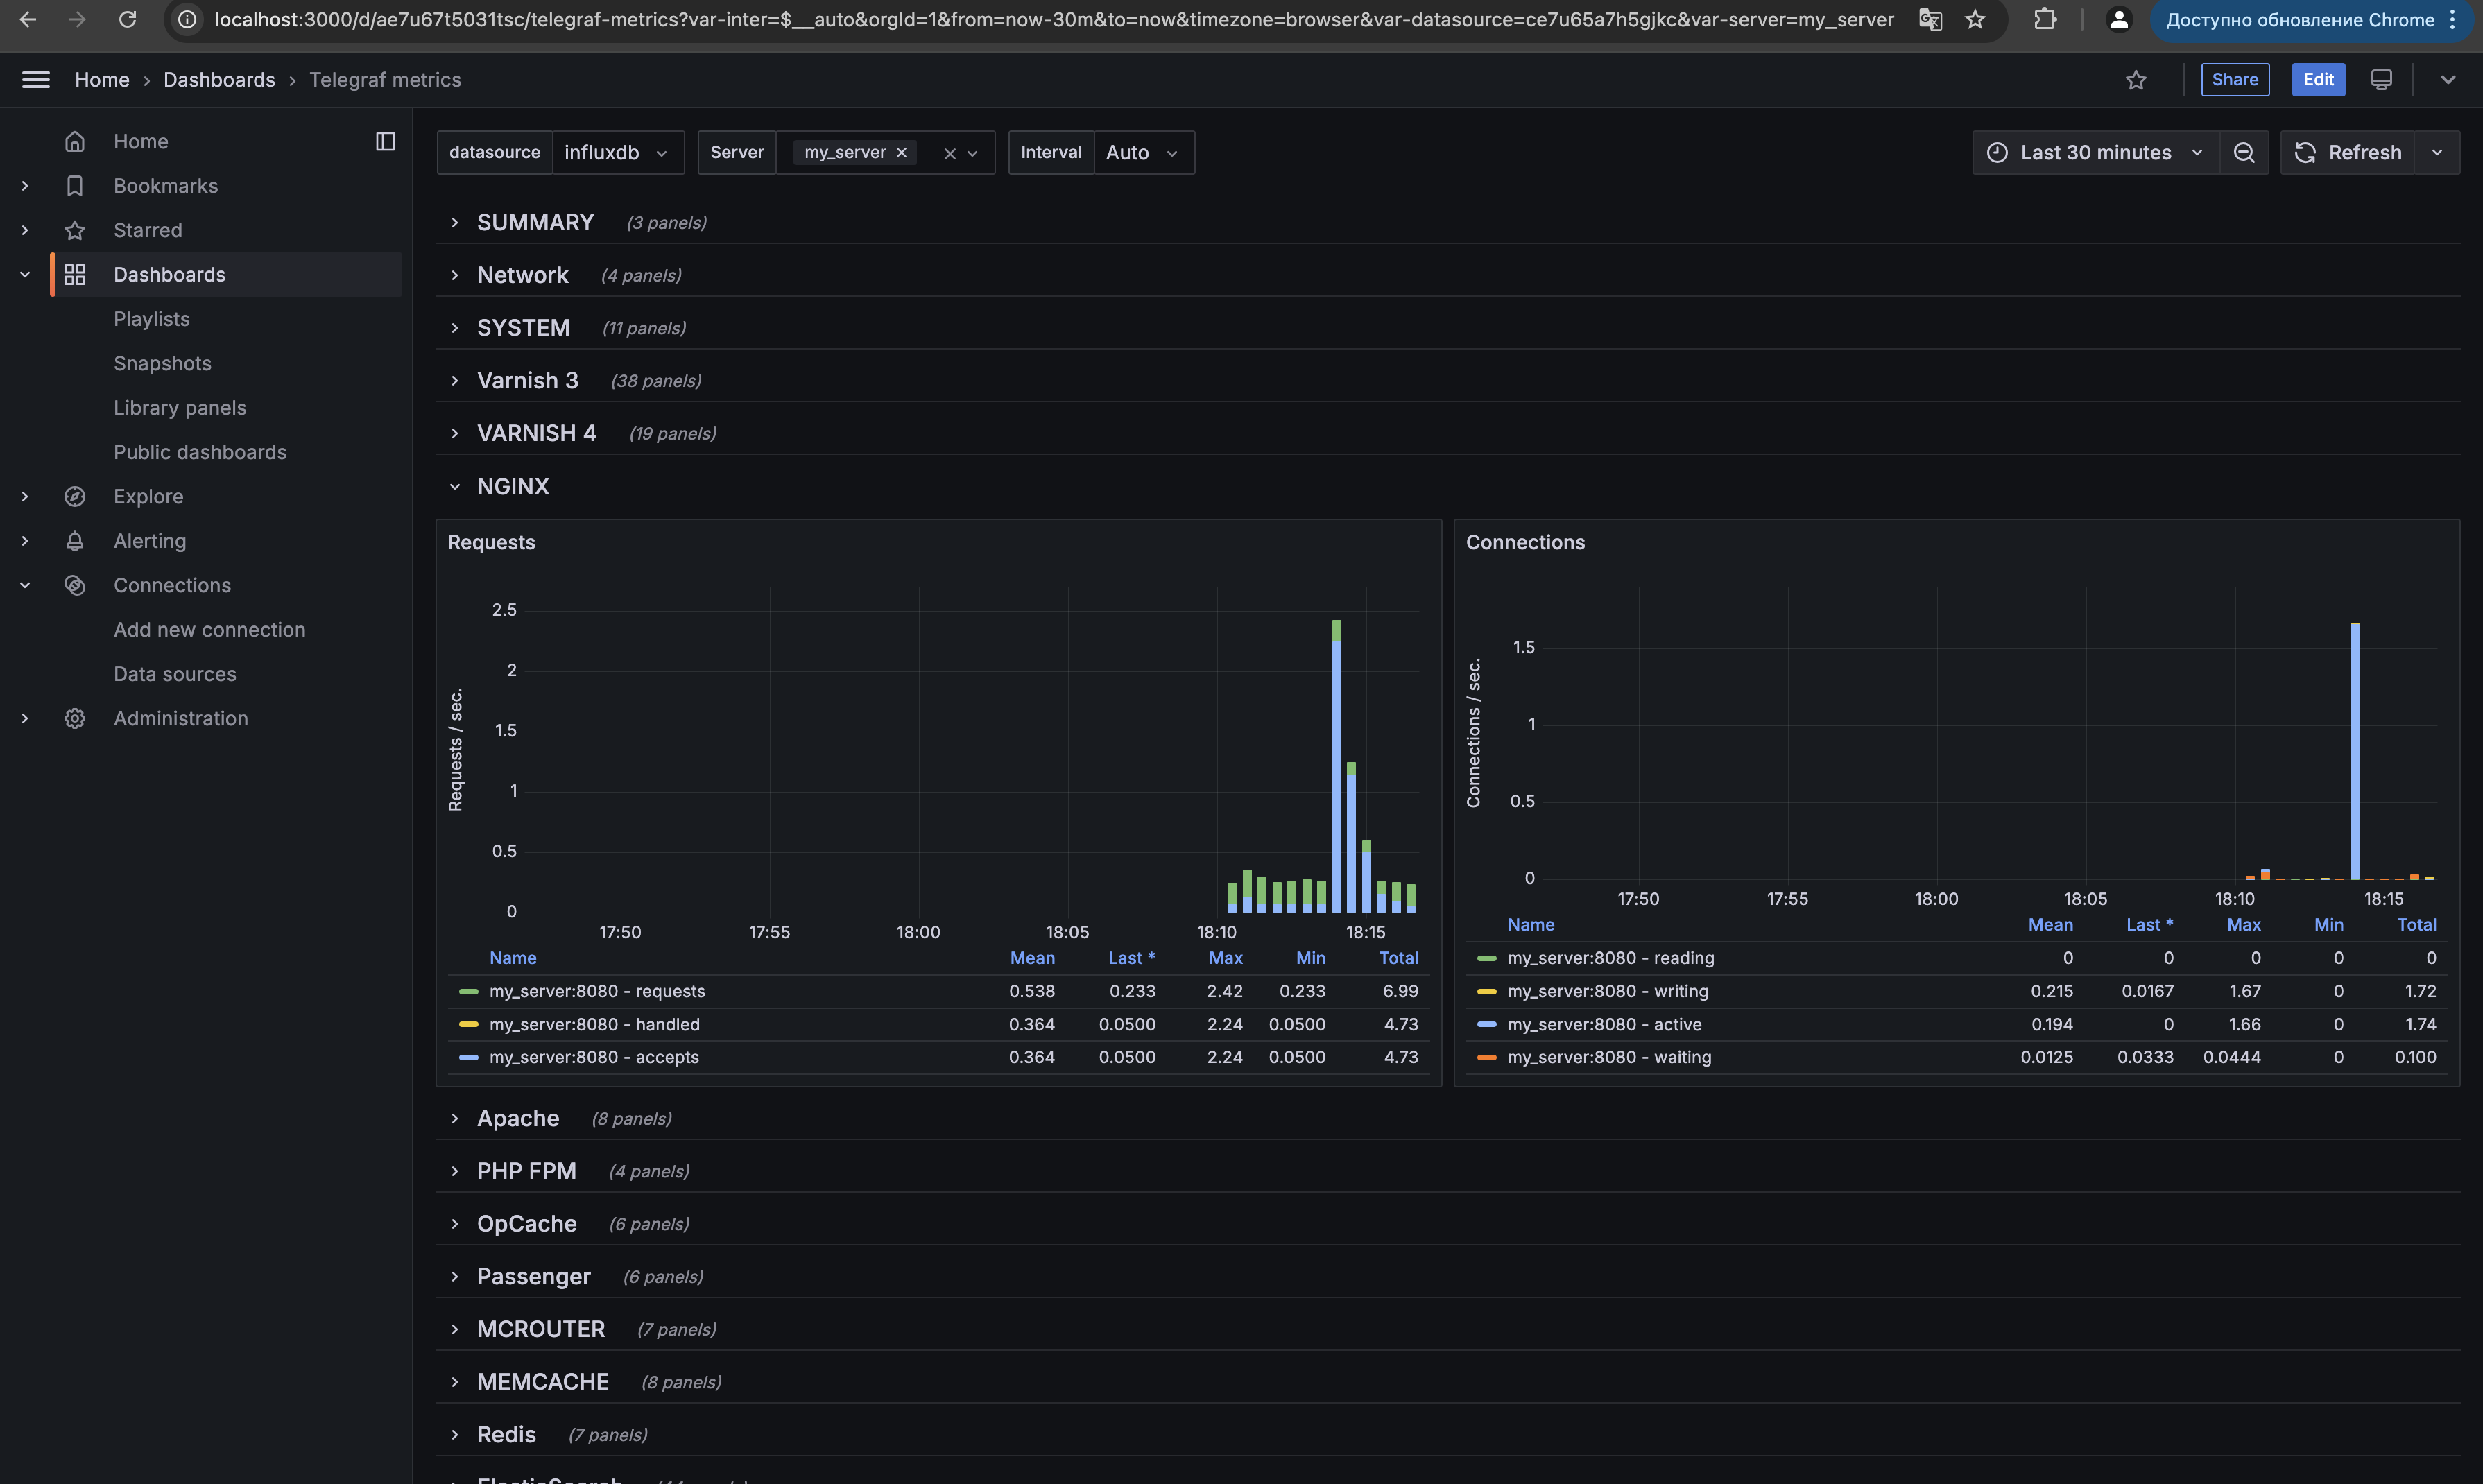 localhost:3000/d/ae7u67t5031tsc/telegraf-metrics?var-inter=$__auto&orgId=1&from=now-30m&to=now&timezone=browser&var-datasource=ce7u65a7h5gjkc&var-server=my_server
Доступно обновление Chrome
Home › Dashboards › Telegraf metrics
Share
Edit
Home
Bookmarks
Starred
Dashboards
Playlists
Snapshots
Library panels
Public dashboards
Explore
Alerting
Connections
Add new connection
Data sources
Administration
datasource influxdb Server my_server Interval Auto
Last 30 minutes
Refresh
SUMMARY (3 panels)
Network (4 panels)
SYSTEM (11 panels)
Varnish 3 (38 panels)
VARNISH 4 (19 panels)
NGINX
Requests
Requests / sec.
2.5
2
1.5
1
0.5
0
17:50 17:55 18:00 18:05 18:10 18:15
Name Mean Last * Max Min Total
my_server:8080 - requests 0.538 0.233 2.42 0.233 6.99
my_server:8080 - handled 0.364 0.0500 2.24 0.0500 4.73
my_server:8080 - accepts 0.364 0.0500 2.24 0.0500 4.73
Connections
Connections / sec.
1.5
1
0.5
0
17:50 17:55 18:00 18:05 18:10 18:15
Name Mean Last * Max Min Total
my_server:8080 - reading 0 0 0 0 0
my_server:8080 - writing 0.215 0.0167 1.67 0 1.72
my_server:8080 - active 0.194 0 1.66 0 1.74
my_server:8080 - waiting 0.0125 0.0333 0.0444 0 0.100
Apache (8 panels)
PHP FPM (4 panels)
OpCache (6 panels)
Passenger (6 panels)
MCROUTER (7 panels)
MEMCACHE (8 panels)
Redis (7 panels)